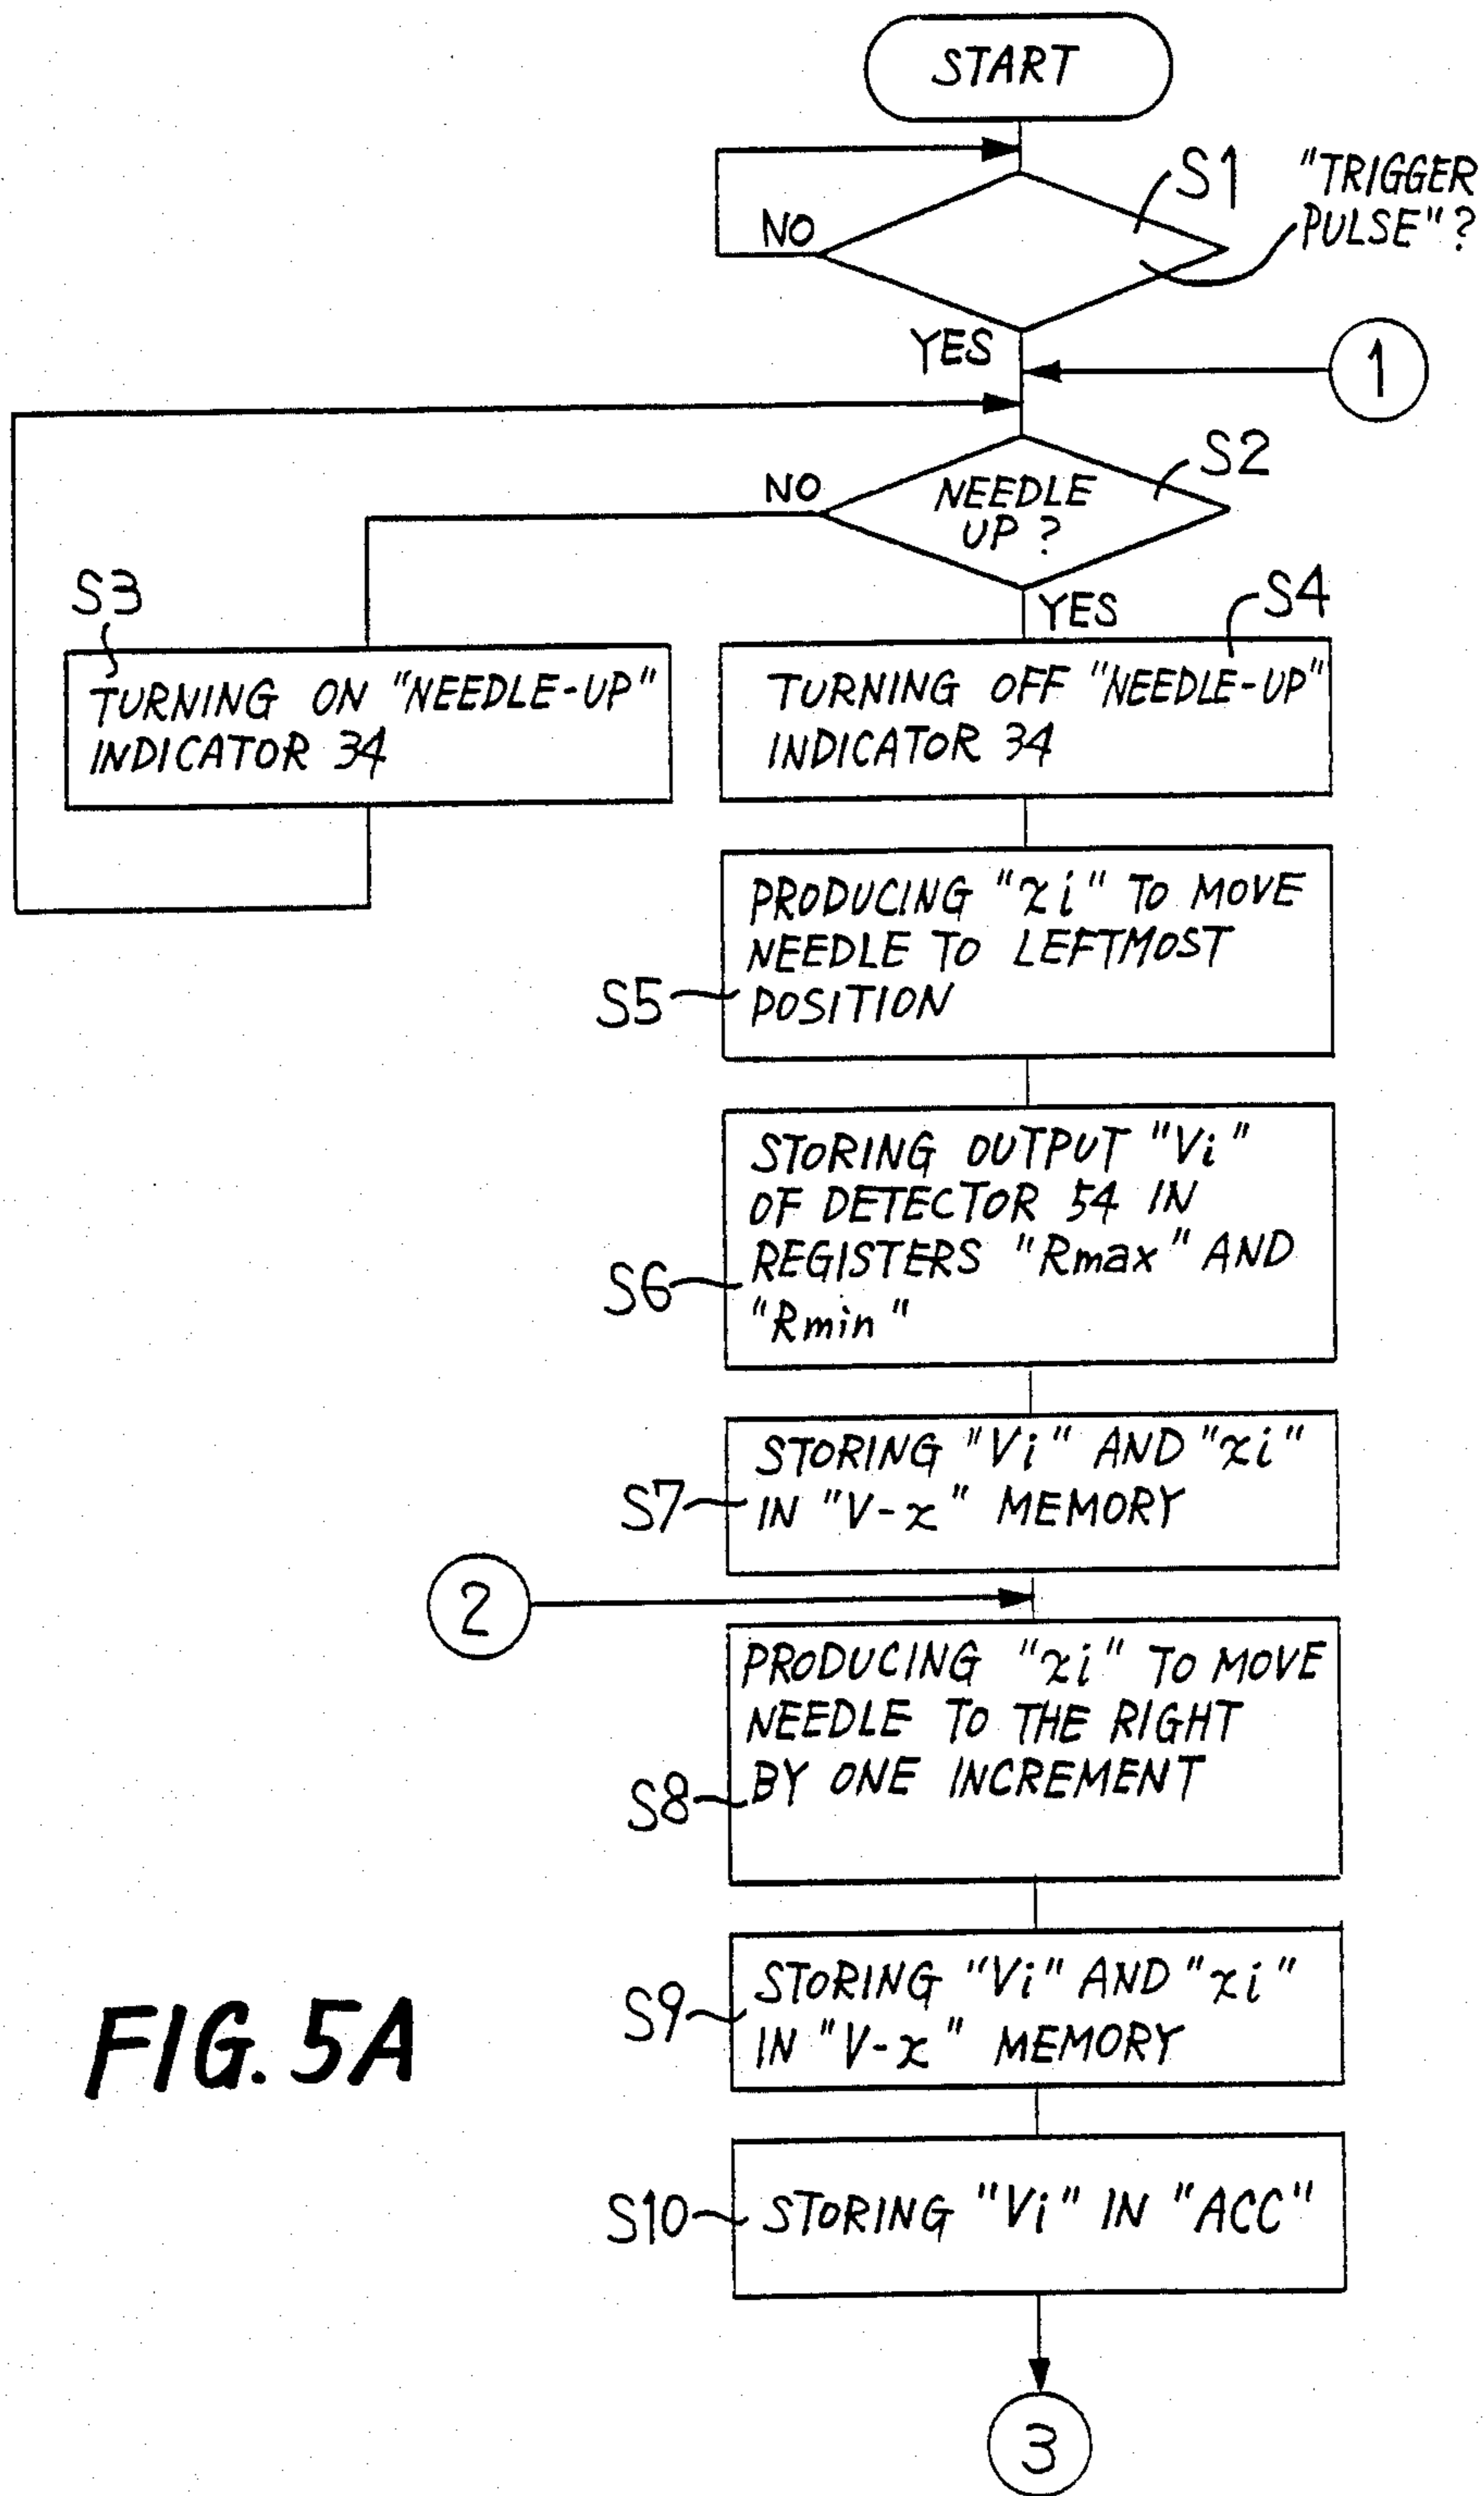 START
S1
"TRIGGER
PULSE"?
NO
YES
1
S2
NO
NEEDLE
UP?
YES
S3
S4
TURNING ON "NEEDLE-UP"
INDICATOR 34
TURNING OFF "NEEDLE-UP"
INDICATOR 34
PRODUCING "xi" TO MOVE
NEEDLE TO LEFTMOST
POSITION
S5
STORING OUTPUT "Vi"
OF DETECTOR 54 IN
REGISTERS "Rmax" AND
"Rmin"
S6
STORING "Vi" AND "xi"
IN "V-x" MEMORY
S7
2
PRODUCING "xi" TO MOVE
NEEDLE TO THE RIGHT
BY ONE INCREMENT
S8
STORING "Vi" AND "xi"
IN "V-x" MEMORY
S9
STORING "Vi" IN "ACC"
S10
3
FIG. 5A